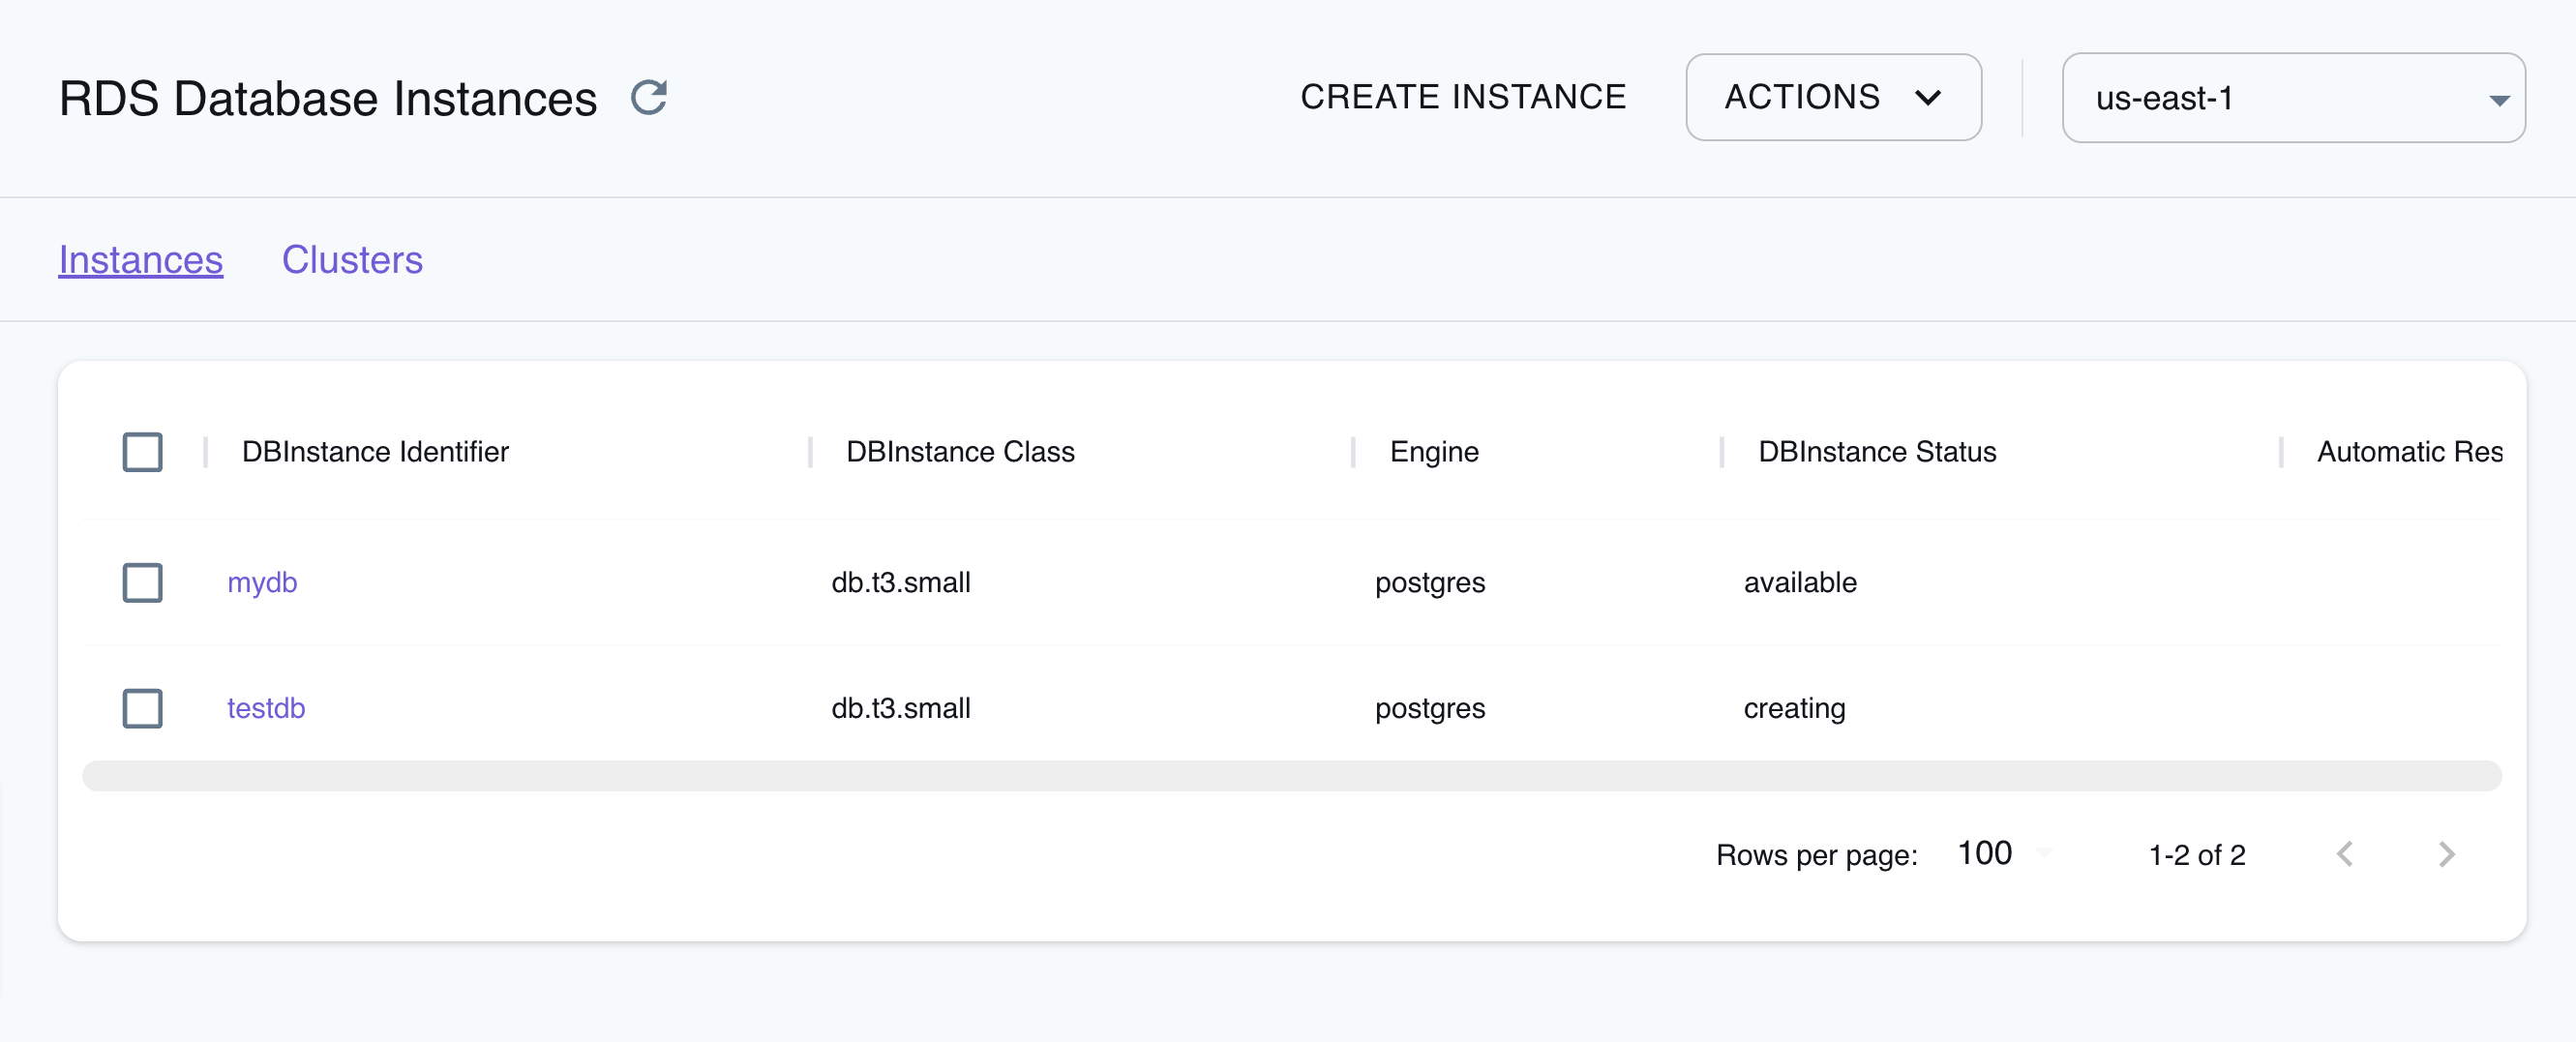 RDS Database Instances CREATE INSTANCE ACTIONS us-east-1
Instances Clusters
DBInstance Identifier DBInstance Class Engine DBInstance Status Automatic Res
mydb db.t3.small postgres available
testdb db.t3.small postgres creating
Rows per page: 100 1-2 of 2